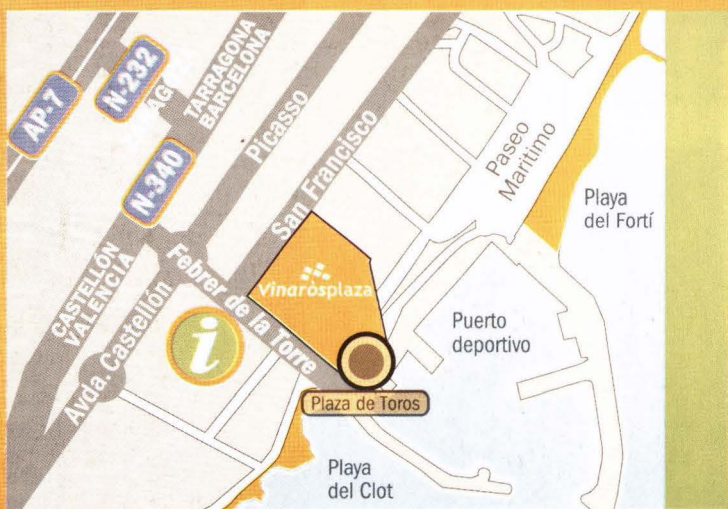 AP-7
N-232
AG
TARRAGONA
BARCELONA
N-340
Picasso
San Francisco
Paseo
Marítimo
Playa
del Fortí
CASTELLÓN
VALENCIA
Febrer de la Torre
Vinaròsplaza
Avda. Castellón
i
Puerto
deportivo
Plaza de Toros
Playa
del Clot